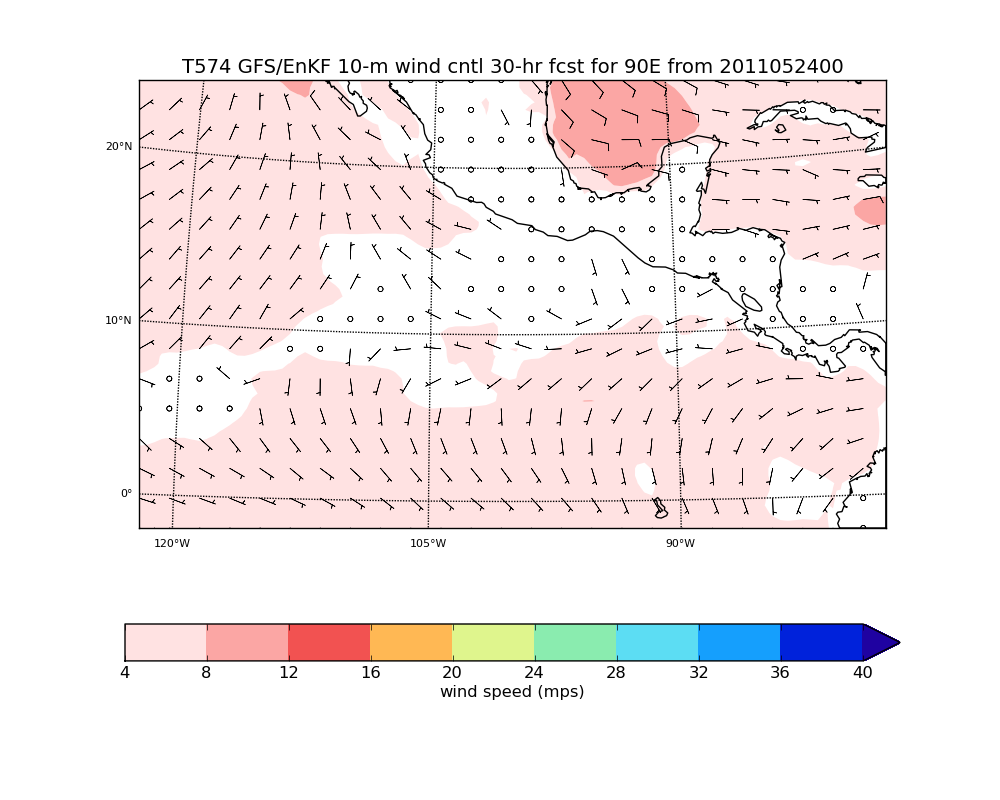 T574 GFS/EnKF 10-m wind cntl 30-hr fcst for 90E from 2011052400
20°N
10°N
0°
120°W 105°W 90°W
4 8 12 16 20 24 28 32 36 40
wind speed (mps)